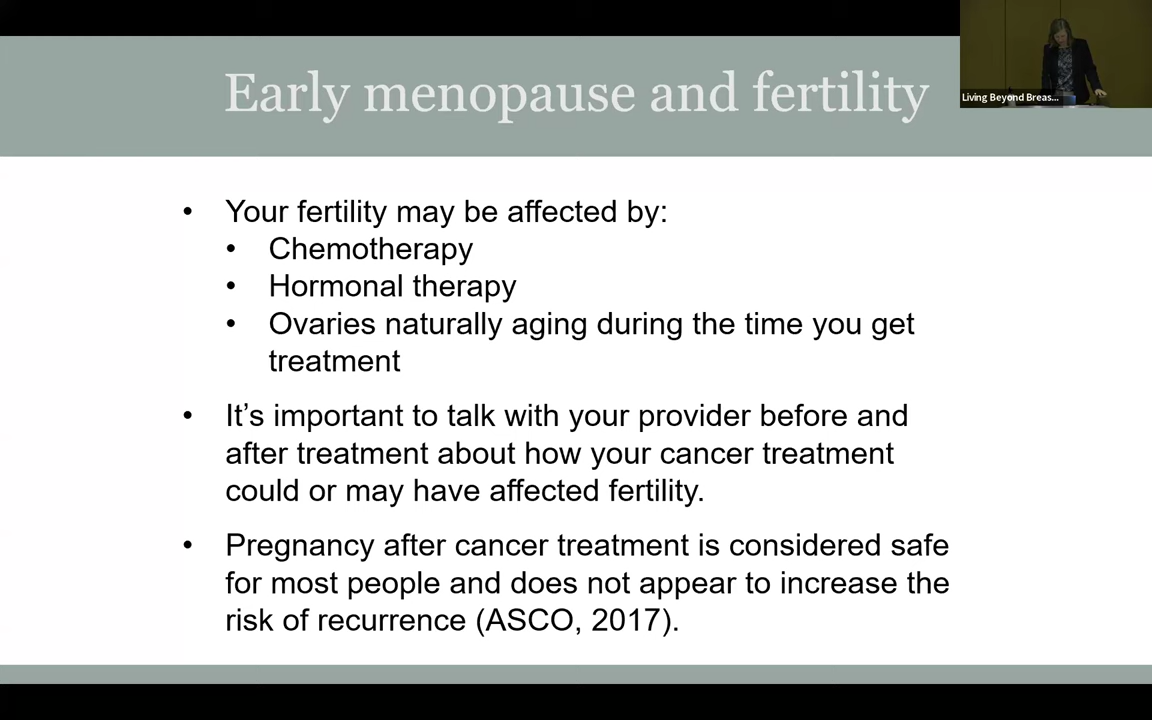 Early menopause and fertility
Living Beyond Breas...
• Your fertility may be affected by:
• Chemotherapy
• Hormonal therapy
• Ovaries naturally aging during the time you get
treatment
• It’s important to talk with your provider before and
after treatment about how your cancer treatment
could or may have affected fertility.
• Pregnancy after cancer treatment is considered safe
for most people and does not appear to increase the
risk of recurrence (ASCO, 2017).